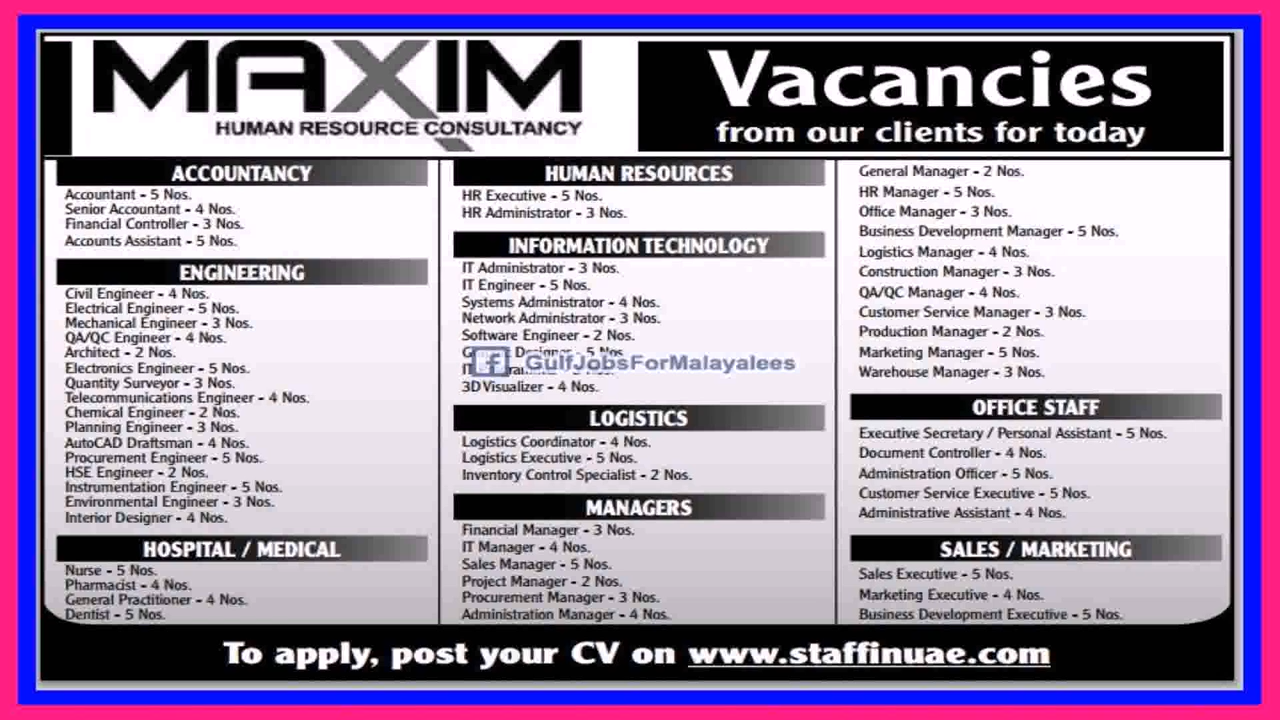 MAXIM
HUMAN RESOURCE CONSULTANCY
Vacancies
from our clients for today
ACCOUNTANCY
Accountant - 5 Nos.
Senior Accountant - 4 Nos.
Financial Controller - 3 Nos.
Accounts Assistant - 5 Nos.
ENGINEERING
Civil Engineer - 4 Nos.
Electrical Engineer - 5 Nos.
Mechanical Engineer - 3 Nos.
QA/QC Engineer - 4 Nos.
Architect - 2 Nos.
Electronics Engineer - 5 Nos.
Quantity Surveyor - 3 Nos.
Telecommunications Engineer - 4 Nos.
Chemical Engineer - 2 Nos.
Planning Engineer - 3 Nos.
AutoCAD Draftsman - 4 Nos.
Procurement Engineer - 5 Nos.
HSE Engineer - 2 Nos.
Instrumentation Engineer - 5 Nos.
Environmental Engineer - 3 Nos.
Interior Designer - 4 Nos.
HOSPITAL / MEDICAL
Nurse - 5 Nos.
Pharmacist - 4 Nos.
General Practitioner - 4 Nos.
Dentist - 5 Nos.
HUMAN RESOURCES
HR Executive - 5 Nos.
HR Administrator - 3 Nos.
INFORMATION TECHNOLOGY
IT Administrator - 3 Nos.
IT Engineer - 5 Nos.
Systems Administrator - 4 Nos.
Network Administrator - 3 Nos.
Software Engineer - 2 Nos.
Designer - 5 Nos.
GulfJobsForMalayalees
IT Nos.
3D Visualizer - 4 Nos.
LOGISTICS
Logistics Coordinator - 4 Nos.
Logistics Executive - 5 Nos.
Inventory Control Specialist - 2 Nos.
MANAGERS
Financial Manager - 3 Nos.
IT Manager - 4 Nos.
Sales Manager - 5 Nos.
Project Manager - 2 Nos.
Procurement Manager - 3 Nos.
Administration Manager - 4 Nos.
General Manager - 2 Nos.
HR Manager - 5 Nos.
Office Manager - 3 Nos.
Business Development Manager - 5 Nos.
Logistics Manager - 4 Nos.
Construction Manager - 3 Nos.
QA/QC Manager - 4 Nos.
Customer Service Manager - 3 Nos.
Production Manager - 2 Nos.
Marketing Manager - 5 Nos.
Warehouse Manager - 3 Nos.
OFFICE STAFF
Executive Secretary / Personal Assistant - 5 Nos.
Document Controller - 4 Nos.
Administration Officer - 5 Nos.
Customer Service Executive - 5 Nos.
Administrative Assistant - 4 Nos.
SALES / MARKETING
Sales Executive - 5 Nos.
Marketing Executive - 4 Nos.
Business Development Executive - 5 Nos.
To apply, post your CV on www.staffinuae.com